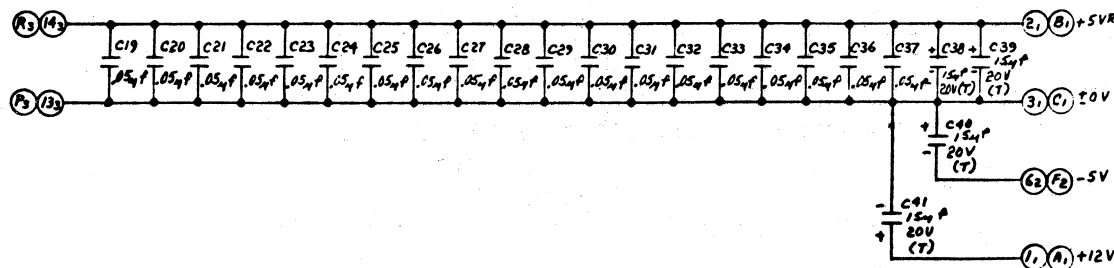 R3 143 C19 C20 C21 C22 C23 C24 C25 C26 C27 C28 C29 C30 C31 C32 C33 C34 C35 C36 C37 + C38 + C39 21 B1 +5VR
.05µf .05µf .05µf .05µf .05µf .05µf .05µf .05µf .05µf .05µf .05µf .05µf .05µf .05µf .05µf .05µf .05µf .05µf .05µf - 15µf 20V(T) - 15µf 20V (T)
P3 133 31 C1 ±0V
+ C40
15µf
- 20V
(T)
62 F2 -5V
- C41
15µf
+ 20V
(T)
11 A1 +12V